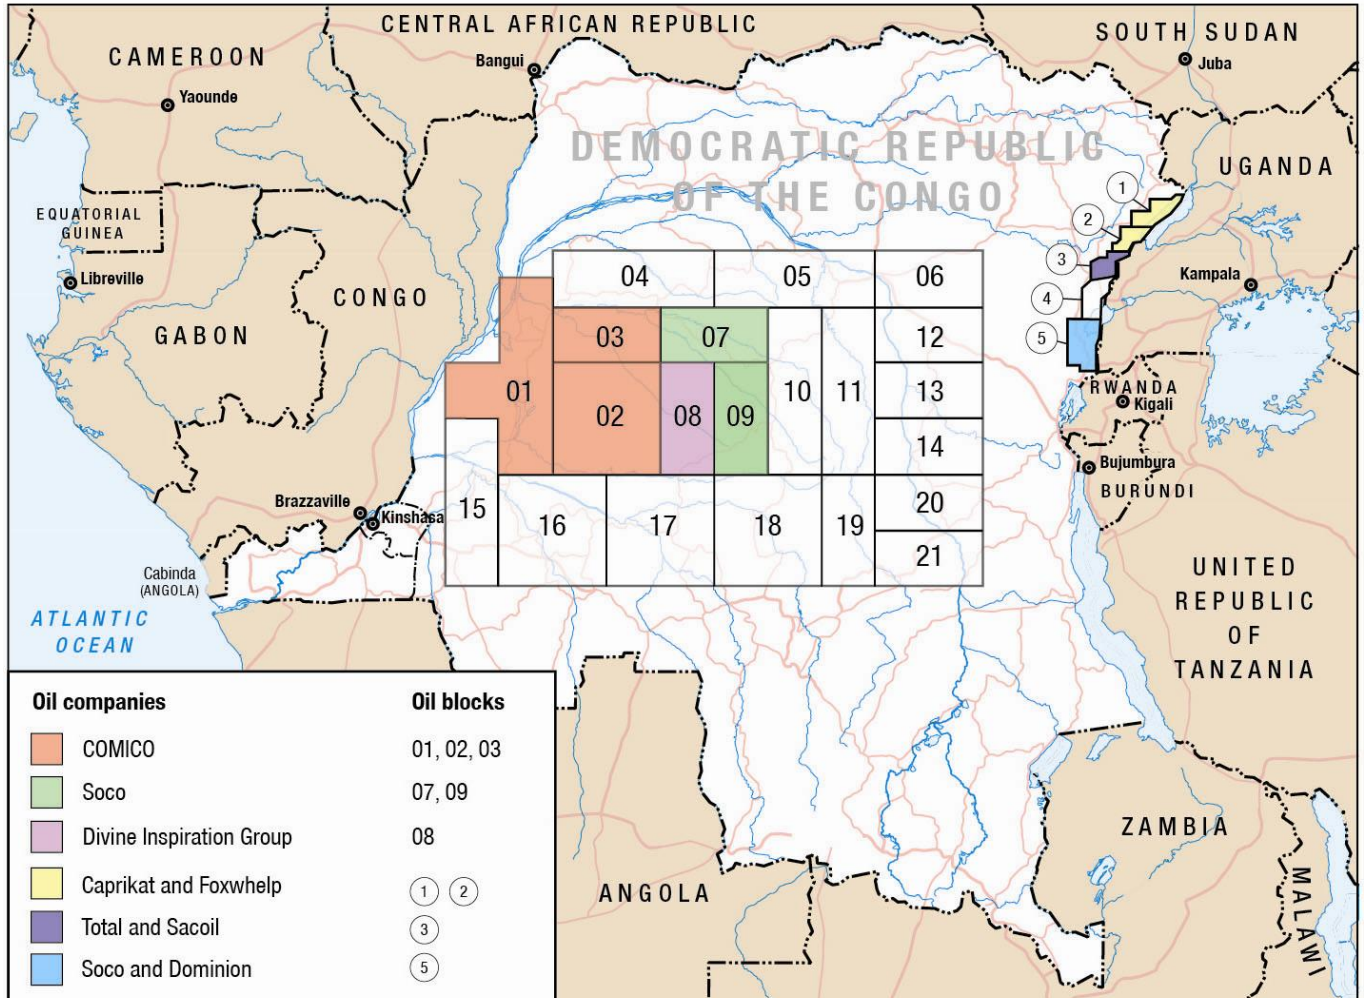 CENTRAL AFRICAN REPUBLIC
SOUTH SUDAN
CAMEROON
Bangui
Juba
Yaounde
DEMOCRATIC REPUBLIC
OF THE CONGO
UGANDA
1
EQUATORIAL
GUINEA
2
3
Libreville
04
05
06
Kampala
CONGO
4
GABON
03
07
12
5
01
02
08
09
10
11
13
RWANDA
Kigali
14
Bujumbura
BURUNDI
Brazzaville
Kinshasa
15
16
17
18
19
20
21
Cabinda
(ANGOLA)
UNITED
REPUBLIC
OF
TANZANIA
ATLANTIC
OCEAN
Oil companies Oil blocks
COMICO 01, 02, 03
Soco 07, 09
Divine Inspiration Group 08
Caprikat and Foxwhelp 1 2
Total and Sacoil 3
Soco and Dominion 5
ANGOLA
ZAMBIA
MALAWI